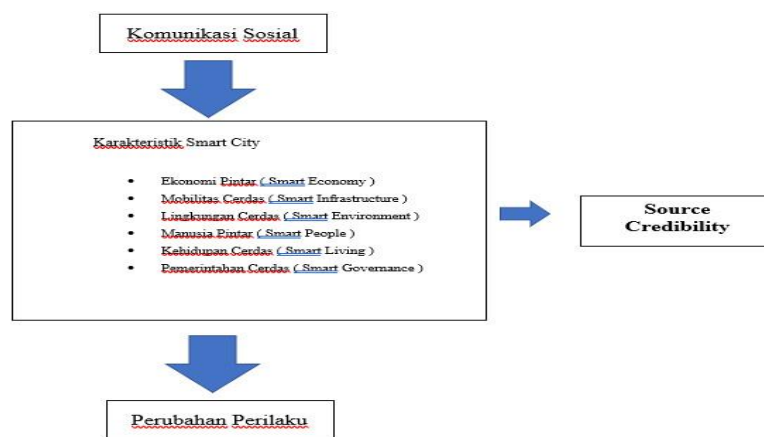 Komunikasi Sosial
Karakteristik Smart City
• Ekonomi Pintar ( Smart Economy )
• Mobilitas Cerdas ( Smart Infrastructure )
• Lingkungan Cerdas ( Smart Environment )
• Manusia Pintar ( Smart People )
• Kehidupan Cerdas ( Smart Living )
• Pemerintahan Cerdas ( Smart Governance )
Source
Credibility
Perubahan Perilaku